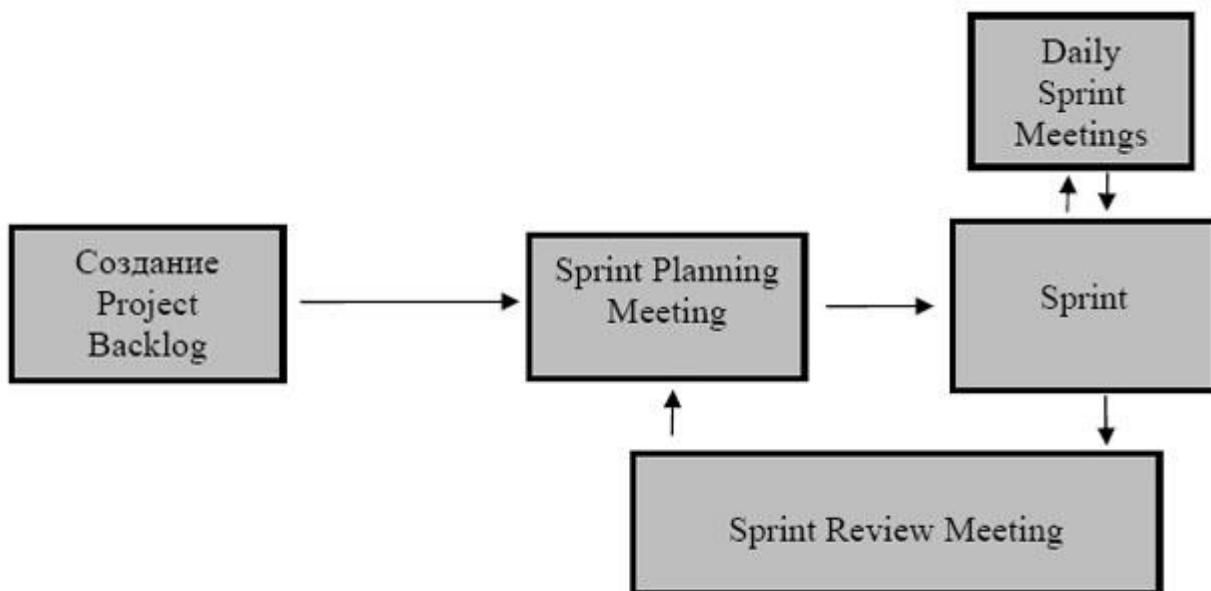 Daily
Sprint
Meetings
Создание
Project
Backlog
Sprint Planning
Meeting
Sprint
Sprint Review Meeting